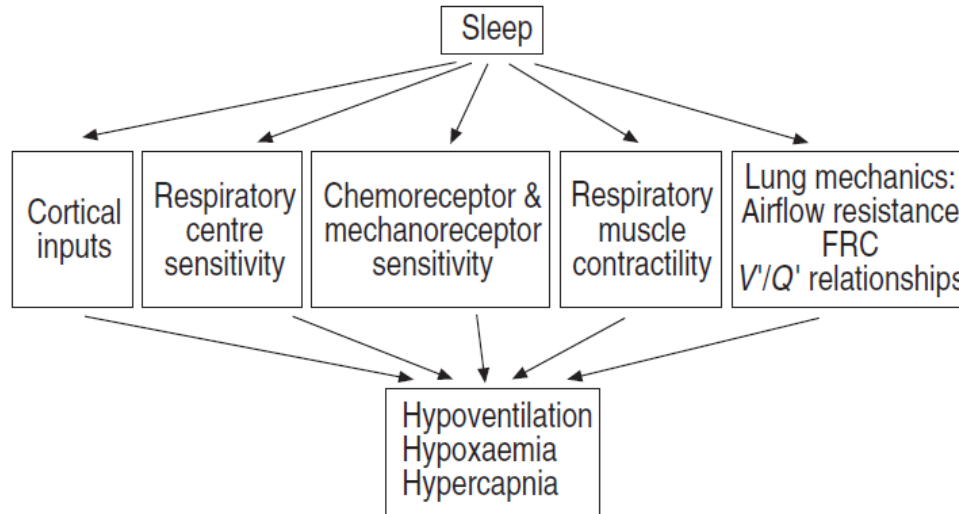 Sleep
Cortical
inputs
Respiratory
centre
sensitivity
Chemoreceptor &
mechanoreceptor
sensitivity
Respiratory
muscle
contractility
Lung mechanics:
Airflow resistance
FRC
V'/Q' relationships
Hypoventilation
Hypoxaemia
Hypercapnia